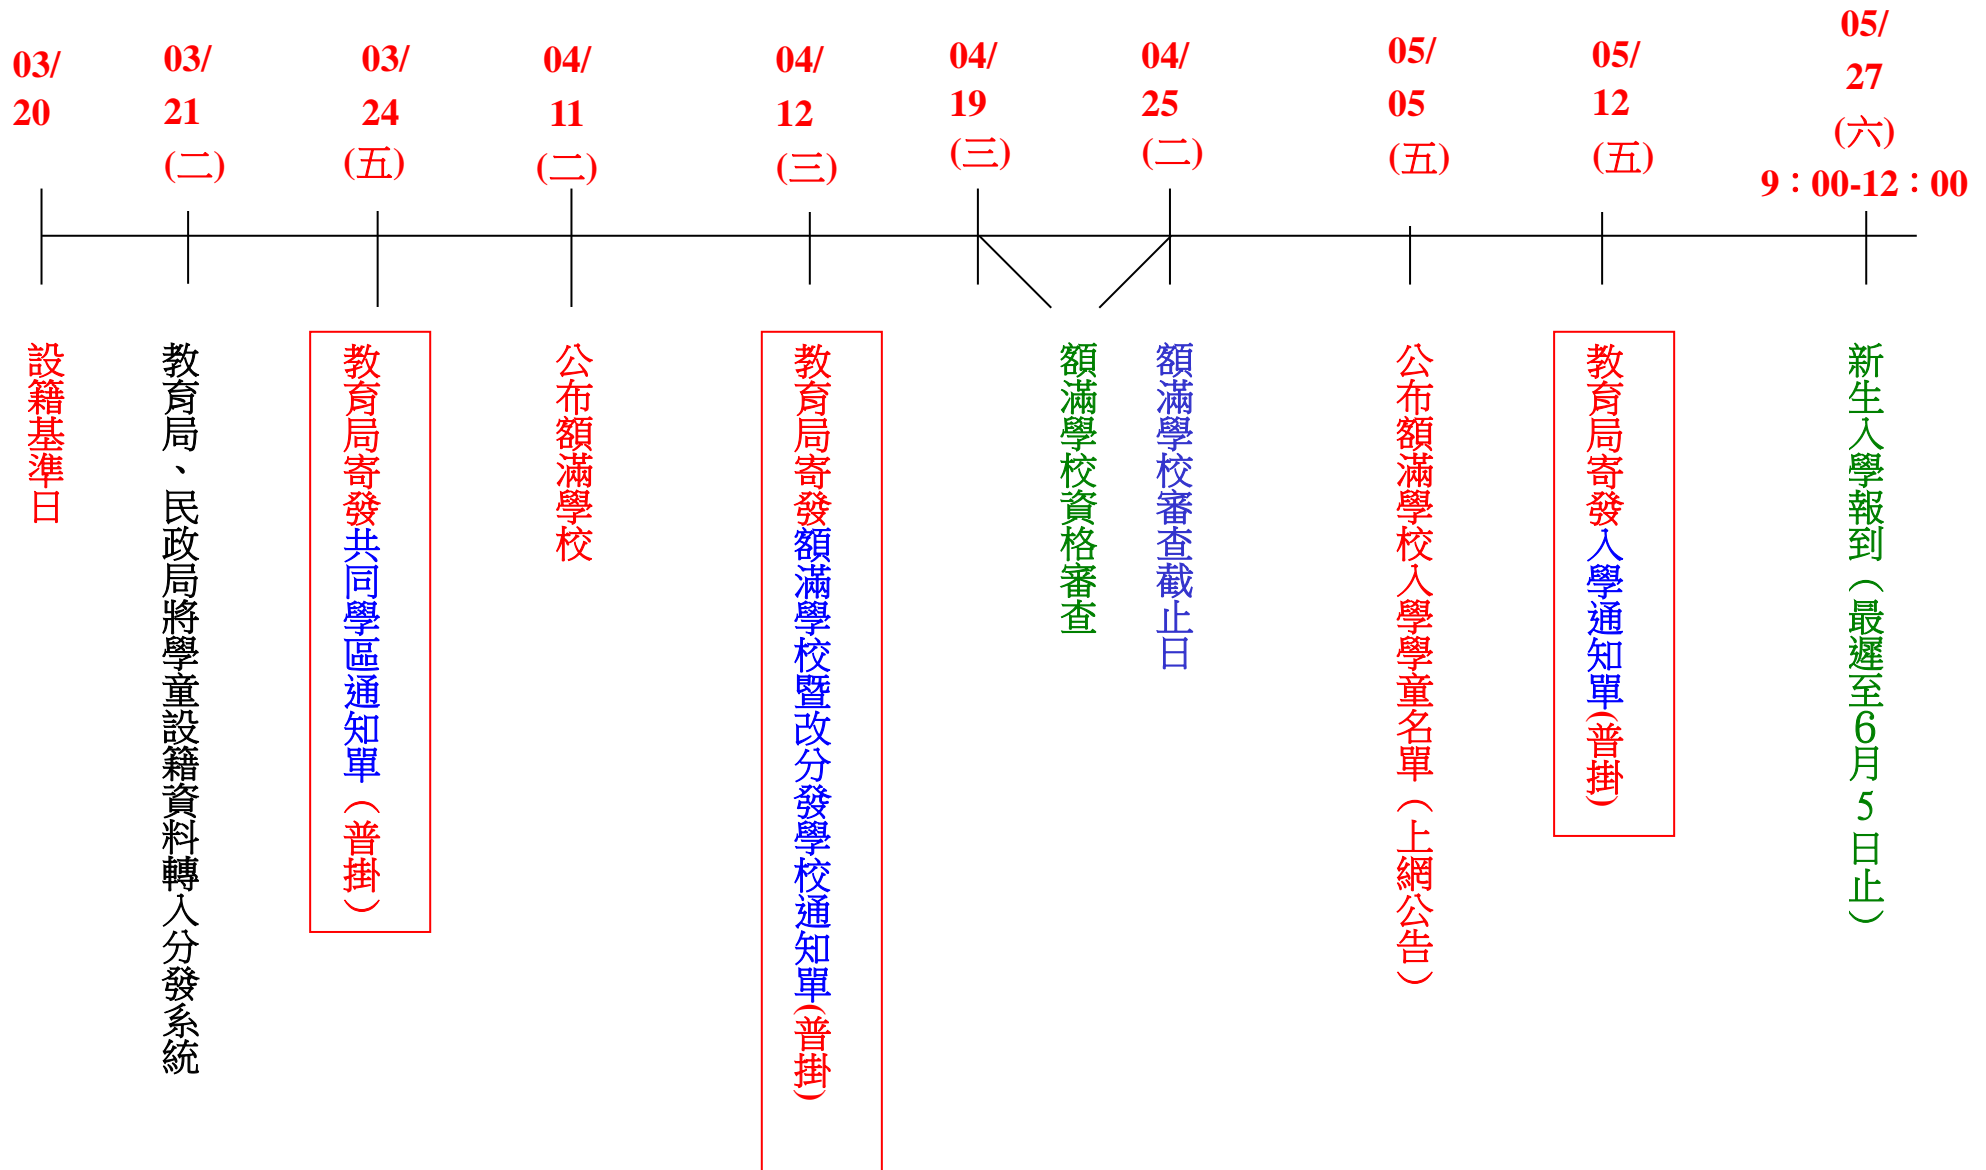 03/
20
03/
21
(二)
03/
24
(五)
04/
11
(二)
04/
12
(三)
04/
19
(三)
04/
25
(二)
05/
05
(五)
05/
12
(五)
05/
27
(六)
9：00-12：00
設籍基準日
教育局、民政局將學童設籍資料轉入分發系統
教育局寄發共同學區通知單（普掛）
公布額滿學校
教育局寄發額滿學校暨改分發學校通知單(普掛)
額滿學校資格審查
額滿學校審查截止日
公布額滿學校入學學童名單（上網公告）
教育局寄發入學通知單(普掛)
新生入學報到（最遲至6月5日止）